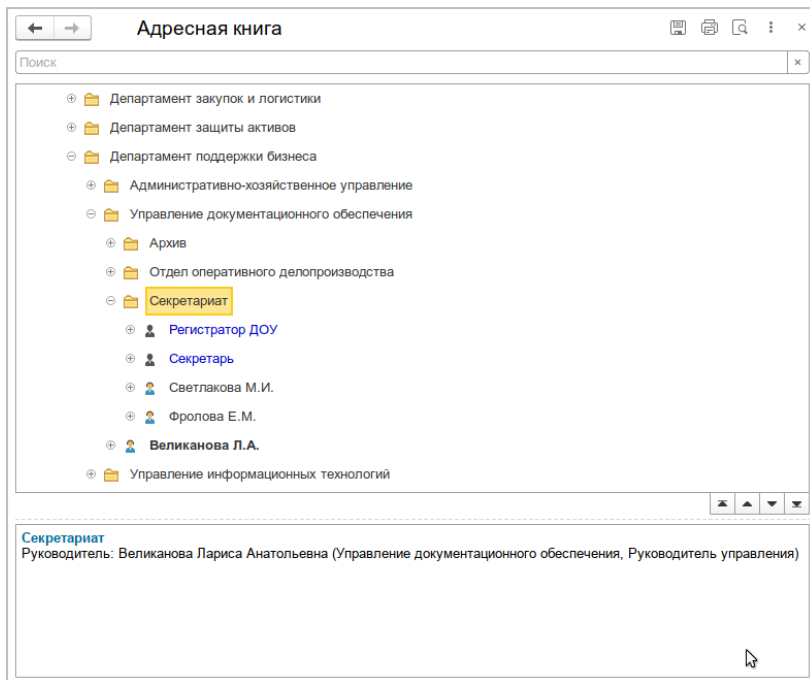 Адресная книга
Поиск
Департамент закупок и логистики
Департамент защиты активов
Департамент поддержки бизнеса
Административно-хозяйственное управление
Управление документационного обеспечения
Архив
Отдел оперативного делопроизводства
Секретариат
Регистратор ДОУ
Секретарь
Светлакова М.И.
Фролова Е.М.
Великанова Л.А.
Управление информационных технологий
Секретариат
Руководитель: Великанова Лариса Анатольевна (Управление документационного обеспечения, Руководитель управления)